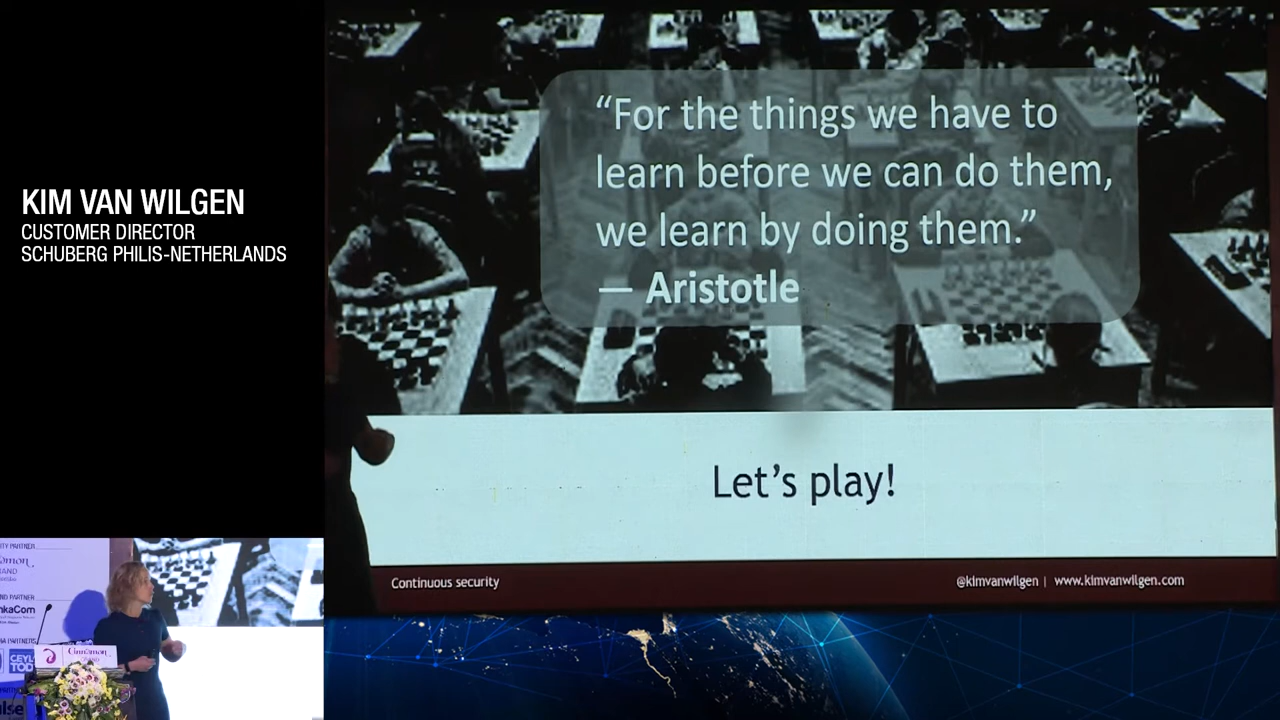 KIM VAN WILGEN
CUSTOMER DIRECTOR
SCHUBERG PHILIS-NETHERLANDS
“For the things we have to
learn before we can do them,
we learn by doing them.”
— Aristotle
Let’s play!
Continuous security
@kimvanwilgen | www.kimvanwilgen.com
Cinnamon